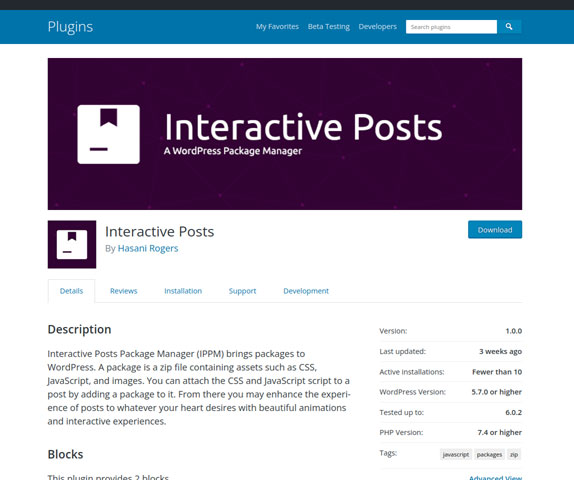 Plugins
My Favorites Beta Testing Developers Search plugins
Interactive Posts
A WordPress Package Manager
Interactive Posts
By Hasani Rogers
Download
Details Reviews Installation Support Development
Description
Interactive Posts Package Manager (IPPM) brings packages to
WordPress. A package is a zip file containing assets such as CSS,
JavaScript, and images. You can attach the CSS and JavaScript script to a
post by adding a package to it. From there you may enhance the experi-
ence of posts to whatever your heart desires with beautiful animations
and interactive experiences.
Blocks
This plugin provides 2 blocks
Version: 1.0.0
Last updated: 3 weeks ago
Active installations: Fewer than 10
WordPress Version: 5.7.0 or higher
Tested up to: 6.0.2
PHP Version: 7.4 or higher
Tags: javascript packages zip
Advanced View